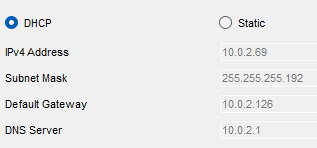 DHCP Static
IPv4 Address 10.0.2.69
Subnet Mask 255.255.255.192
Default Gateway 10.0.2.126
DNS Server 10.0.2.1